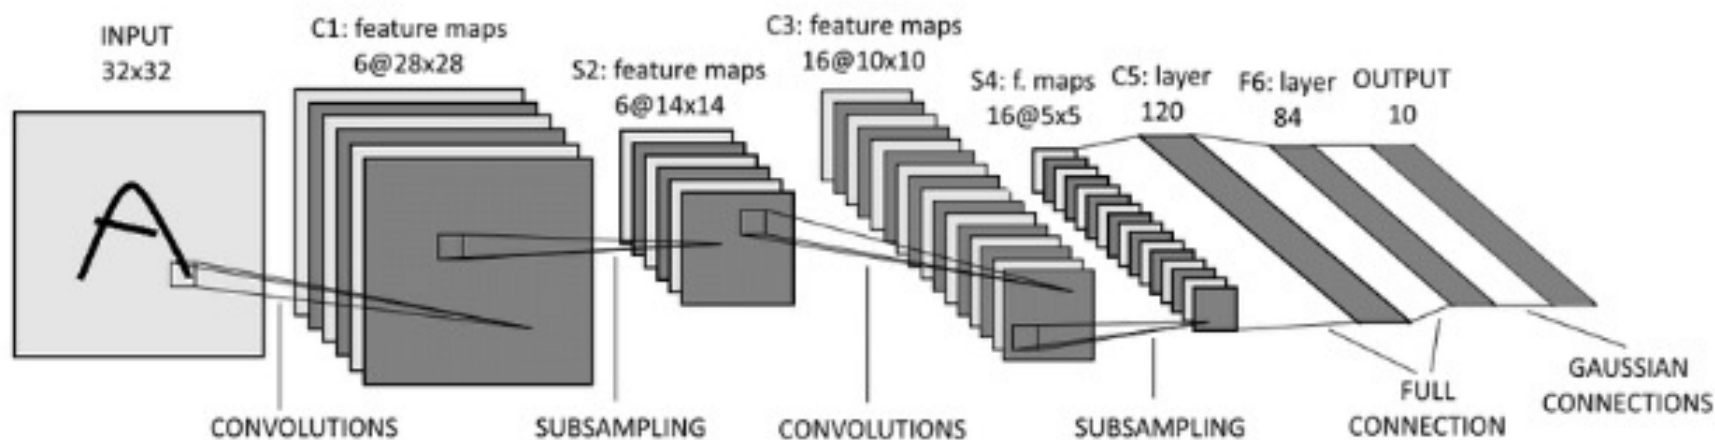 INPUT
32x32
C1: feature maps
6@28x28
S2: feature maps
6@14x14
C3: feature maps
16@10x10
S4: f. maps
16@5x5
C5: layer
120
F6: layer
84
OUTPUT
10
CONVOLUTIONS
SUBSAMPLING
CONVOLUTIONS
SUBSAMPLING
FULL
CONNECTION
GAUSSIAN
CONNECTIONS